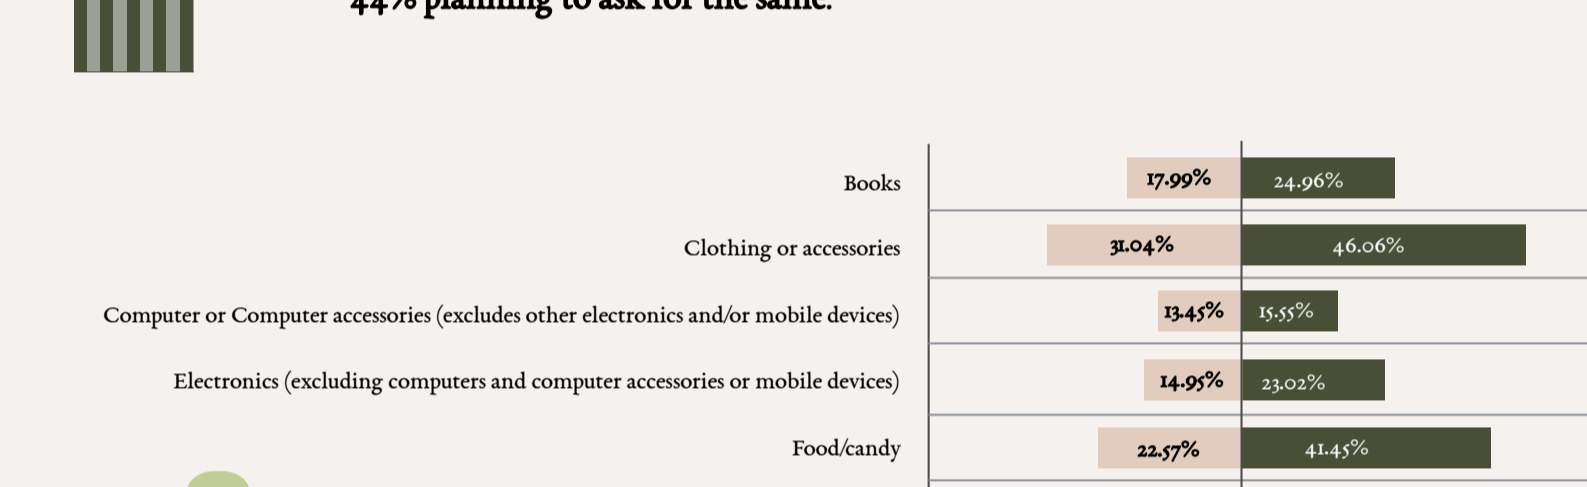 44% planning to ask for the same.
Books 17.99% 24.96%
Clothing or accessories 31.04% 46.06%
Computer or Computer accessories (excludes other electronics and/or mobile devices) 13.45% 15.55%
Electronics (excluding computers and computer accessories or mobile devices) 14.95% 23.02%
Food/candy 22.57% 41.45%